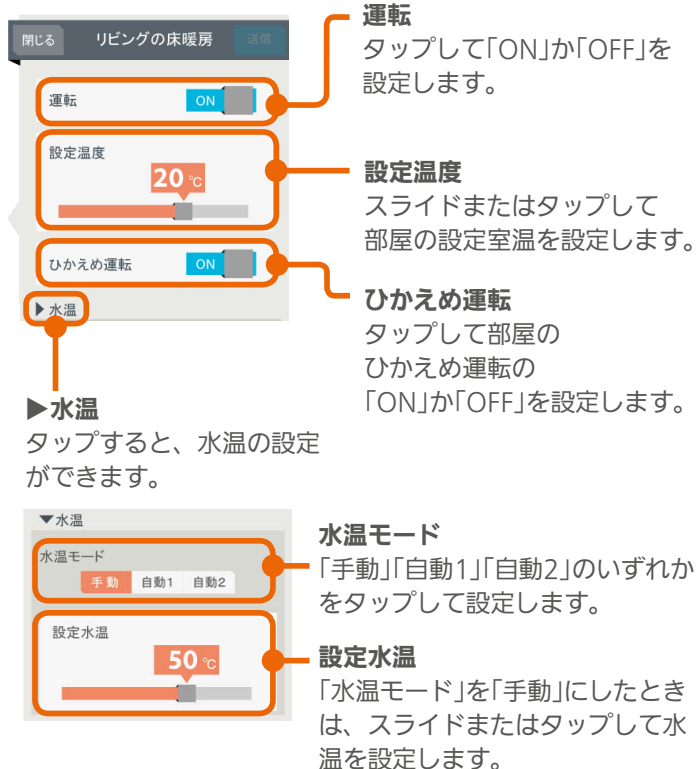 閉じる リビングの床暖房 送信
運転 ON
設定温度
20 ℃
ひかえめ運転 ON
▶水温
運転
タップして「ON」か「OFF」を
設定します。
設定温度
スライドまたはタップして
部屋の設定室温を設定します。
ひかえめ運転
タップして部屋の
ひかえめ運転の
「ON」か「OFF」を設定します。
▶水温
タップすると、水温の設定
ができます。
▼水温
水温モード
手動 自動1 自動2
設定水温
50 ℃
水温モード
「手動」「自動1」「自動2」のいずれか
をタップして設定します。
設定水温
「水温モード」を「手動」にしたとき
は、スライドまたはタップして水
温を設定します。